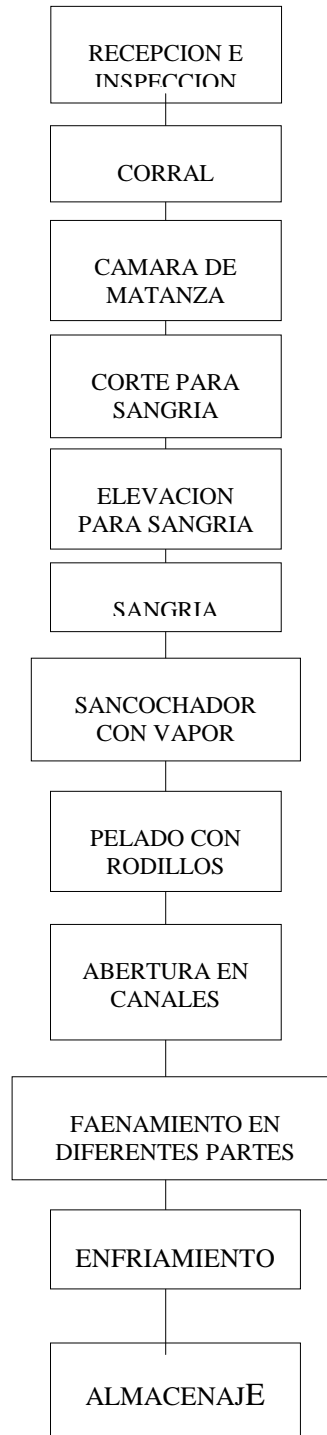 RECEPCION E
INSPECCION
CORRAL
CAMARA DE
MATANZA
CORTE PARA
SANGRIA
ELEVACION
PARA SANGRIA
SANGRIA
SANCOCHADOR
CON VAPOR
PELADO CON
RODILLOS
ABERTURA EN
CANALES
FAENAMIENTO EN
DIFERENTES PARTES
ENFRIAMIENTO
ALMACENAJE